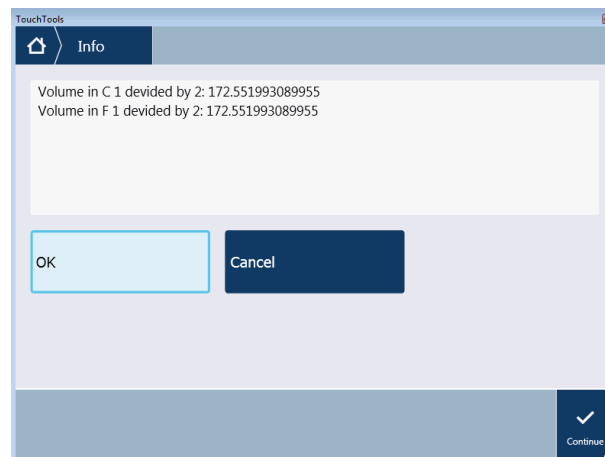 TouchTools
Info
Volume in C 1 devided by 2: 172.551993089955
Volume in F 1 devided by 2: 172.551993089955
OK
Cancel
Continue